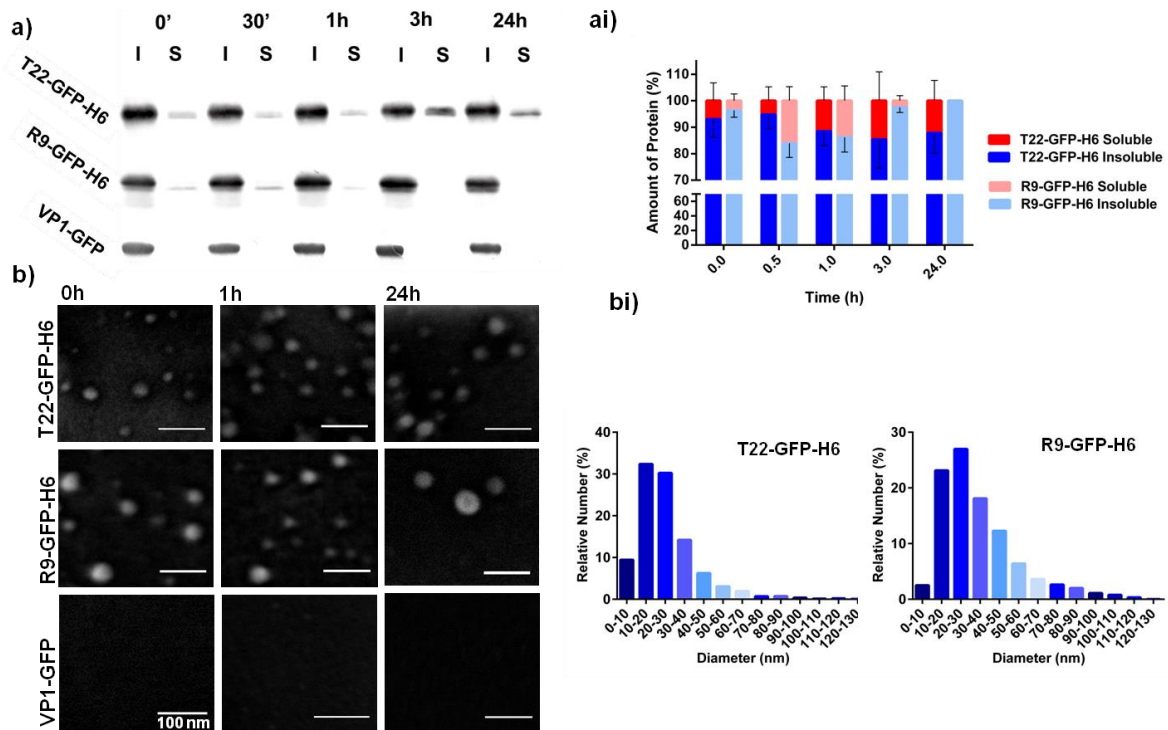 a)
0’ 30’ 1h 3h 24h
I S I S I S I S I S
T22-GFP-H6
R9-GFP-H6
VP1-GFP
ai)
Amount of Protein (%)
110
100
90
80
70
60
40
20
0
0.0 0.5 1.0 3.0 24.0
Time (h)
T22-GFP-H6 Soluble
T22-GFP-H6 Insoluble
R9-GFP-H6 Soluble
R9-GFP-H6 Insoluble
b)
0h 1h 24h
T22-GFP-H6
R9-GFP-H6
VP1-GFP
100 nm
bi)
T22-GFP-H6
Relative Number (%)
40
30
20
10
0
0-10 10-20 20-30 30-40 40-50 50-60 60-70 70-80 80-90 90-100 100-110 110-120 120-130
Diameter (nm)
R9-GFP-H6
Relative Number (%)
30
20
10
0
0-10 10-20 20-30 30-40 40-50 50-60 60-70 70-80 80-90 90-100 100-110 110-120 120-130
Diameter (nm)